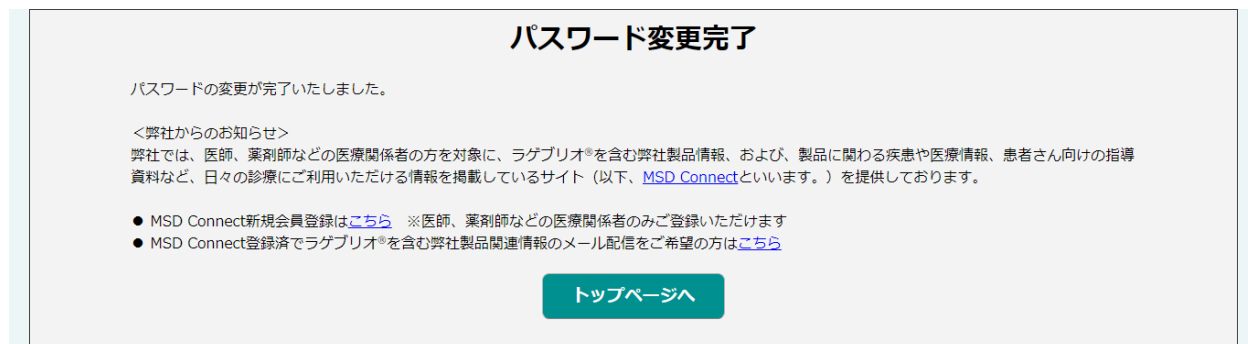 パスワード変更完了
パスワードの変更が完了いたしました。
＜弊社からのお知らせ＞
弊社では、医師、薬剤師などの医療関係者の方を対象に、ラゲブリオ®を含む弊社製品情報、および、製品に関わる疾患や医療情報、患者さん向けの指導
資料など、日々の診療にご利用いただける情報を掲載しているサイト（以下、MSD Connectといいます。）を提供しております。
● MSD Connect新規会員登録はこちら　※医師、薬剤師などの医療関係者のみご登録いただけます
● MSD Connect登録済でラゲブリオ®を含む弊社製品関連情報のメール配信をご希望の方はこちら
トップページへ